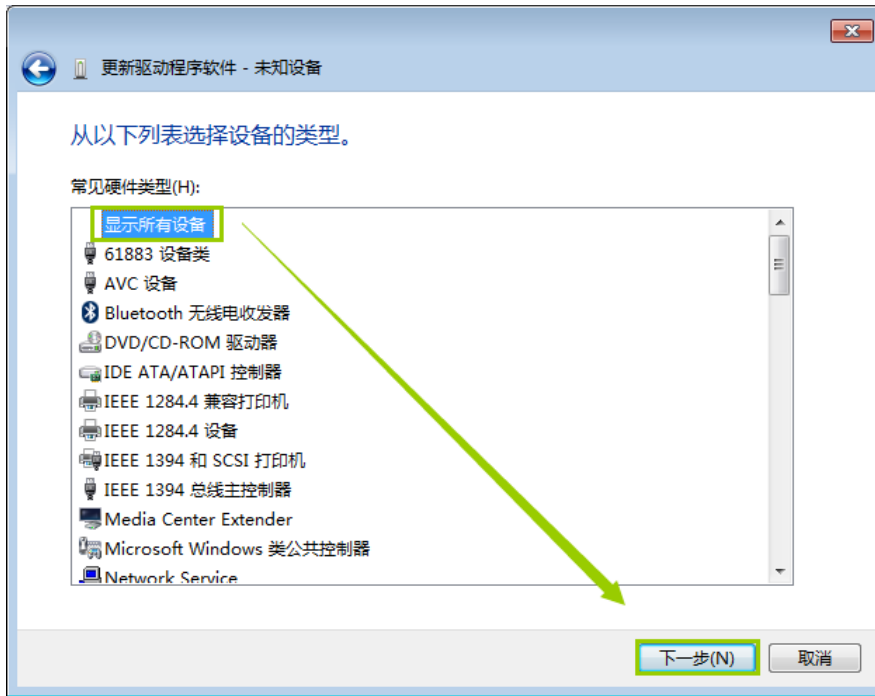 更新驱动程序软件 - 未知设备
从以下列表选择设备的类型。
常见硬件类型(H):
显示所有设备
61883 设备类
AVC 设备
Bluetooth 无线电收发器
DVD/CD-ROM 驱动器
IDE ATA/ATAPI 控制器
IEEE 1284.4 兼容打印机
IEEE 1284.4 设备
IEEE 1394 和 SCSI 打印机
IEEE 1394 总线主控制器
Media Center Extender
Microsoft Windows 类公共控制器
Network Service
下一步(N)
取消